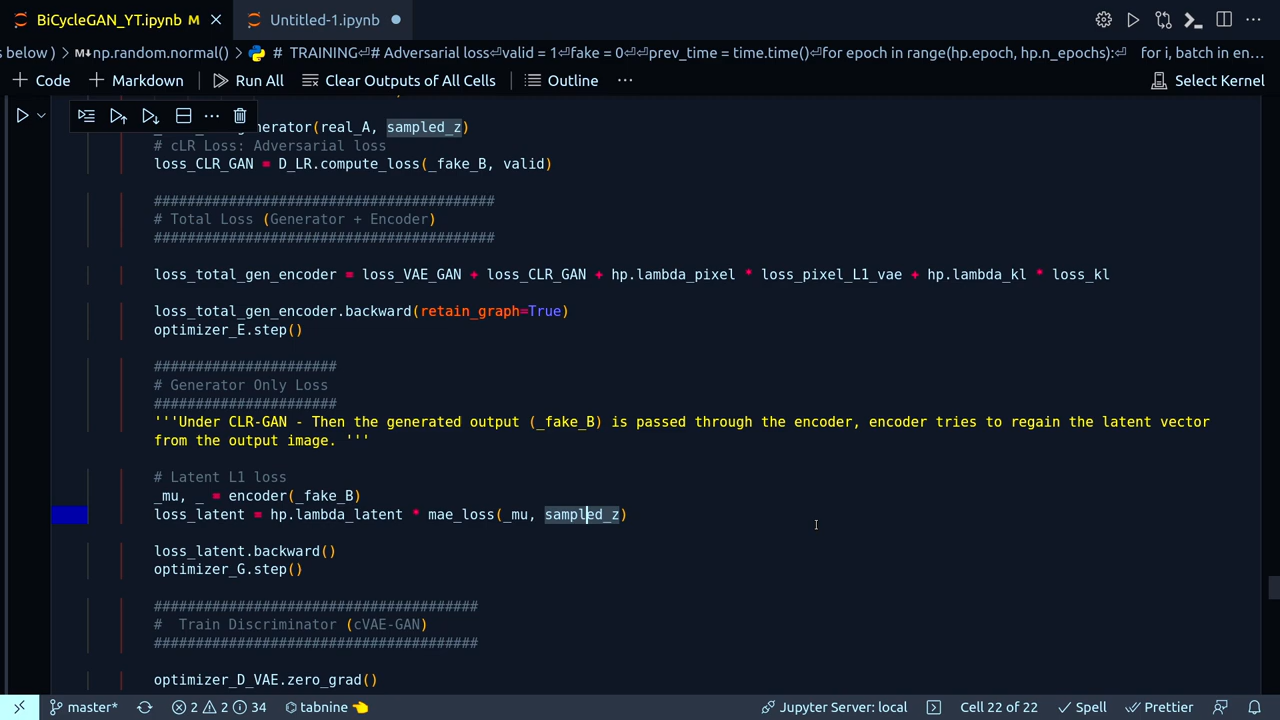 BiCycleGAN_YT.ipynb M
Untitled-1.ipynb
s below ) > M↓np.random.normal() > # TRAINING⏎# Adversarial loss⏎valid = 1⏎fake = 0⏎prev_time = time.time()⏎for epoch in range(hp.epoch, hp.n_epochs):⏎ for i, batch in en...
+ Code + Markdown Run All Clear Outputs of All Cells Outline ... Select Kernel
nerator(real_A, sampled_z)
# cLR Loss: Adversarial loss
loss_CLR_GAN = D_LR.compute_loss(_fake_B, valid)
#########################################
# Total Loss (Generator + Encoder)
#########################################
loss_total_gen_encoder = loss_VAE_GAN + loss_CLR_GAN + hp.lambda_pixel * loss_pixel_L1_vae + hp.lambda_kl * loss_kl
loss_total_gen_encoder.backward(retain_graph=True)
optimizer_E.step()
######################
# Generator Only Loss
######################
'''Under CLR-GAN - Then the generated output (_fake_B) is passed through the encoder, encoder tries to regain the latent vector
from the output image. '''
# Latent L1 loss
_mu, _ = encoder(_fake_B)
loss_latent = hp.lambda_latent * mae_loss(_mu, sampled_z)
loss_latent.backward()
optimizer_G.step()
#######################################
#  Train Discriminator (cVAE-GAN)
#######################################
optimizer_D_VAE.zero_grad()
master* 2 2 34 tabnine Jupyter Server: local Cell 22 of 22 Spell Prettier